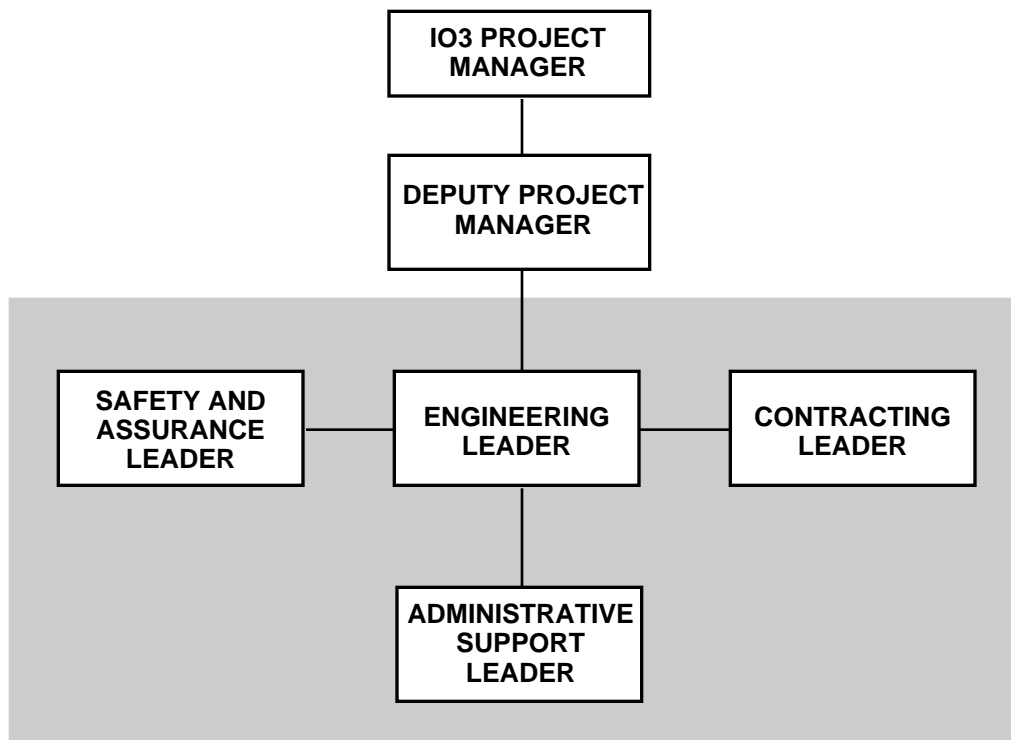 IO3 PROJECT
MANAGER
DEPUTY PROJECT
MANAGER
SAFETY AND
ASSURANCE
LEADER
ENGINEERING
LEADER
CONTRACTING
LEADER
ADMINISTRATIVE
SUPPORT
LEADER